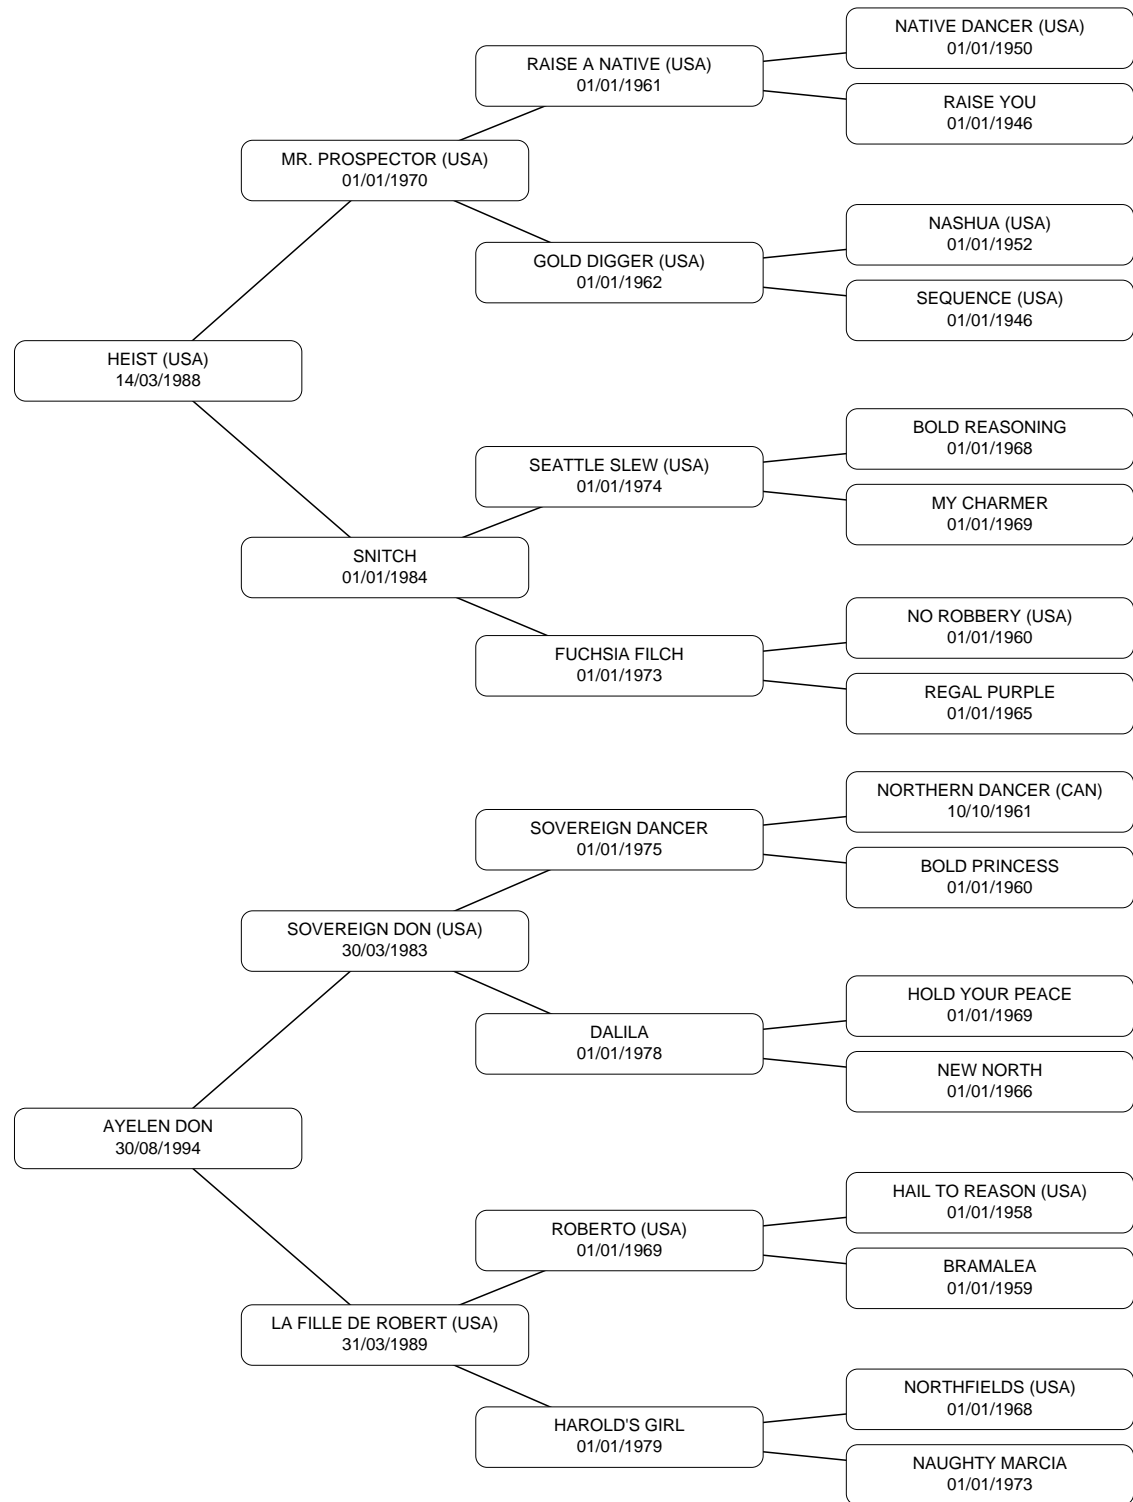 NATIVE DANCER (USA)
01/01/1950
RAISE A NATIVE (USA)
01/01/1961
RAISE YOU
01/01/1946
MR. PROSPECTOR (USA)
01/01/1970
NASHUA (USA)
01/01/1952
GOLD DIGGER (USA)
01/01/1962
SEQUENCE (USA)
01/01/1946
HEIST (USA)
14/03/1988
BOLD REASONING
01/01/1968
SEATTLE SLEW (USA)
01/01/1974
MY CHARMER
01/01/1969
SNITCH
01/01/1984
NO ROBBERY (USA)
01/01/1960
FUCHSIA FILCH
01/01/1973
REGAL PURPLE
01/01/1965
NORTHERN DANCER (CAN)
10/10/1961
SOVEREIGN DANCER
01/01/1975
BOLD PRINCESS
01/01/1960
SOVEREIGN DON (USA)
30/03/1983
HOLD YOUR PEACE
01/01/1969
DALILA
01/01/1978
NEW NORTH
01/01/1966
AYELEN DON
30/08/1994
HAIL TO REASON (USA)
01/01/1958
ROBERTO (USA)
01/01/1969
BRAMALEA
01/01/1959
LA FILLE DE ROBERT (USA)
31/03/1989
NORTHFIELDS (USA)
01/01/1968
HAROLD'S GIRL
01/01/1979
NAUGHTY MARCIA
01/01/1973